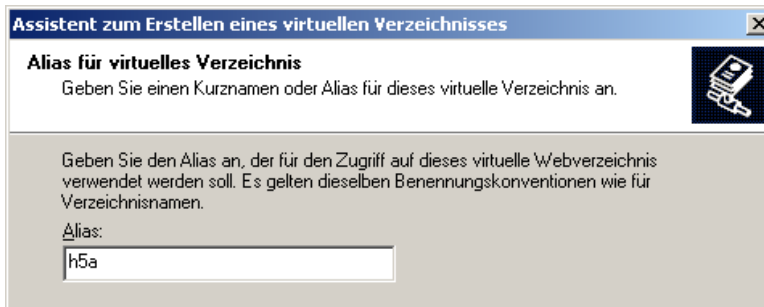 Assistent zum Erstellen eines virtuellen Verzeichnisses
Alias für virtuelles Verzeichnis
Geben Sie einen Kurznamen oder Alias für dieses virtuelle Verzeichnis an.
Geben Sie den Alias an, der für den Zugriff auf dieses virtuelle Webverzeichnis
verwendet werden soll. Es gelten dieselben Benennungskonventionen wie für
Verzeichnisnamen.
Alias:
h5a